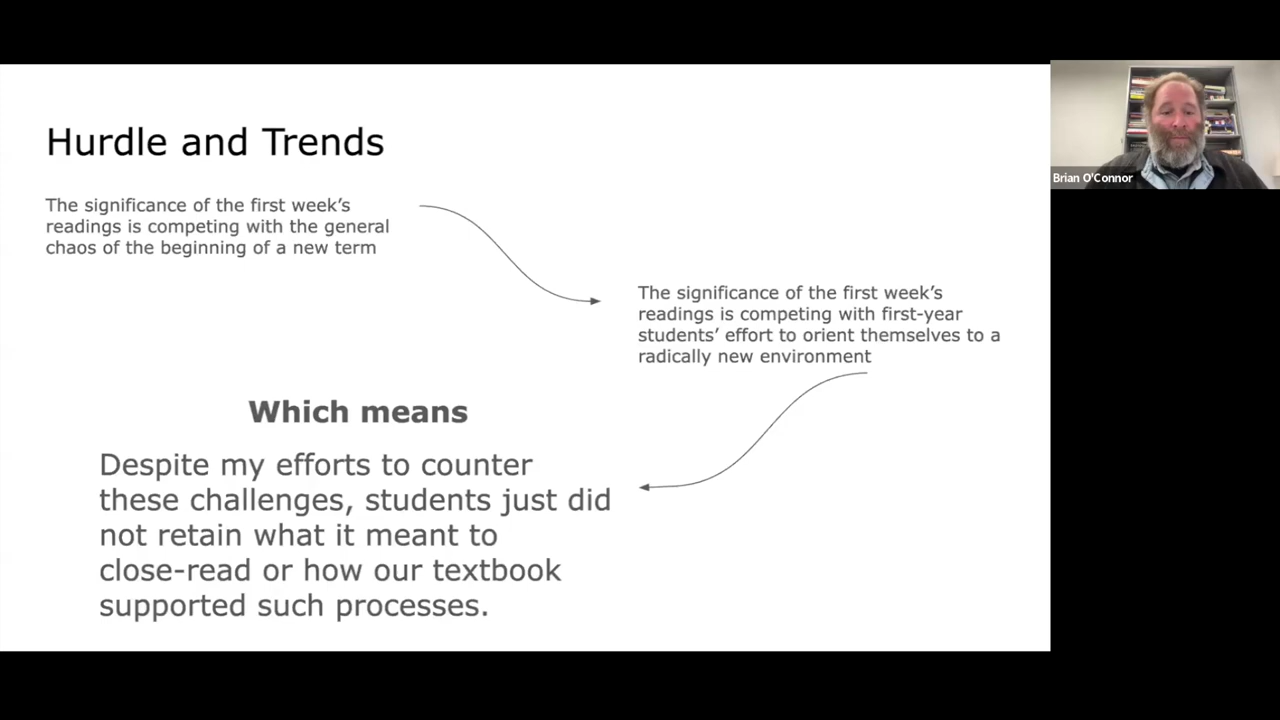 Hurdle and Trends
The significance of the first week’s
readings is competing with the general
chaos of the beginning of a new term
The significance of the first week’s
readings is competing with first-year
students’ effort to orient themselves to a
radically new environment
Which means
Despite my efforts to counter
these challenges, students just did
not retain what it meant to
close-read or how our textbook
supported such processes.
Brian O'Connor